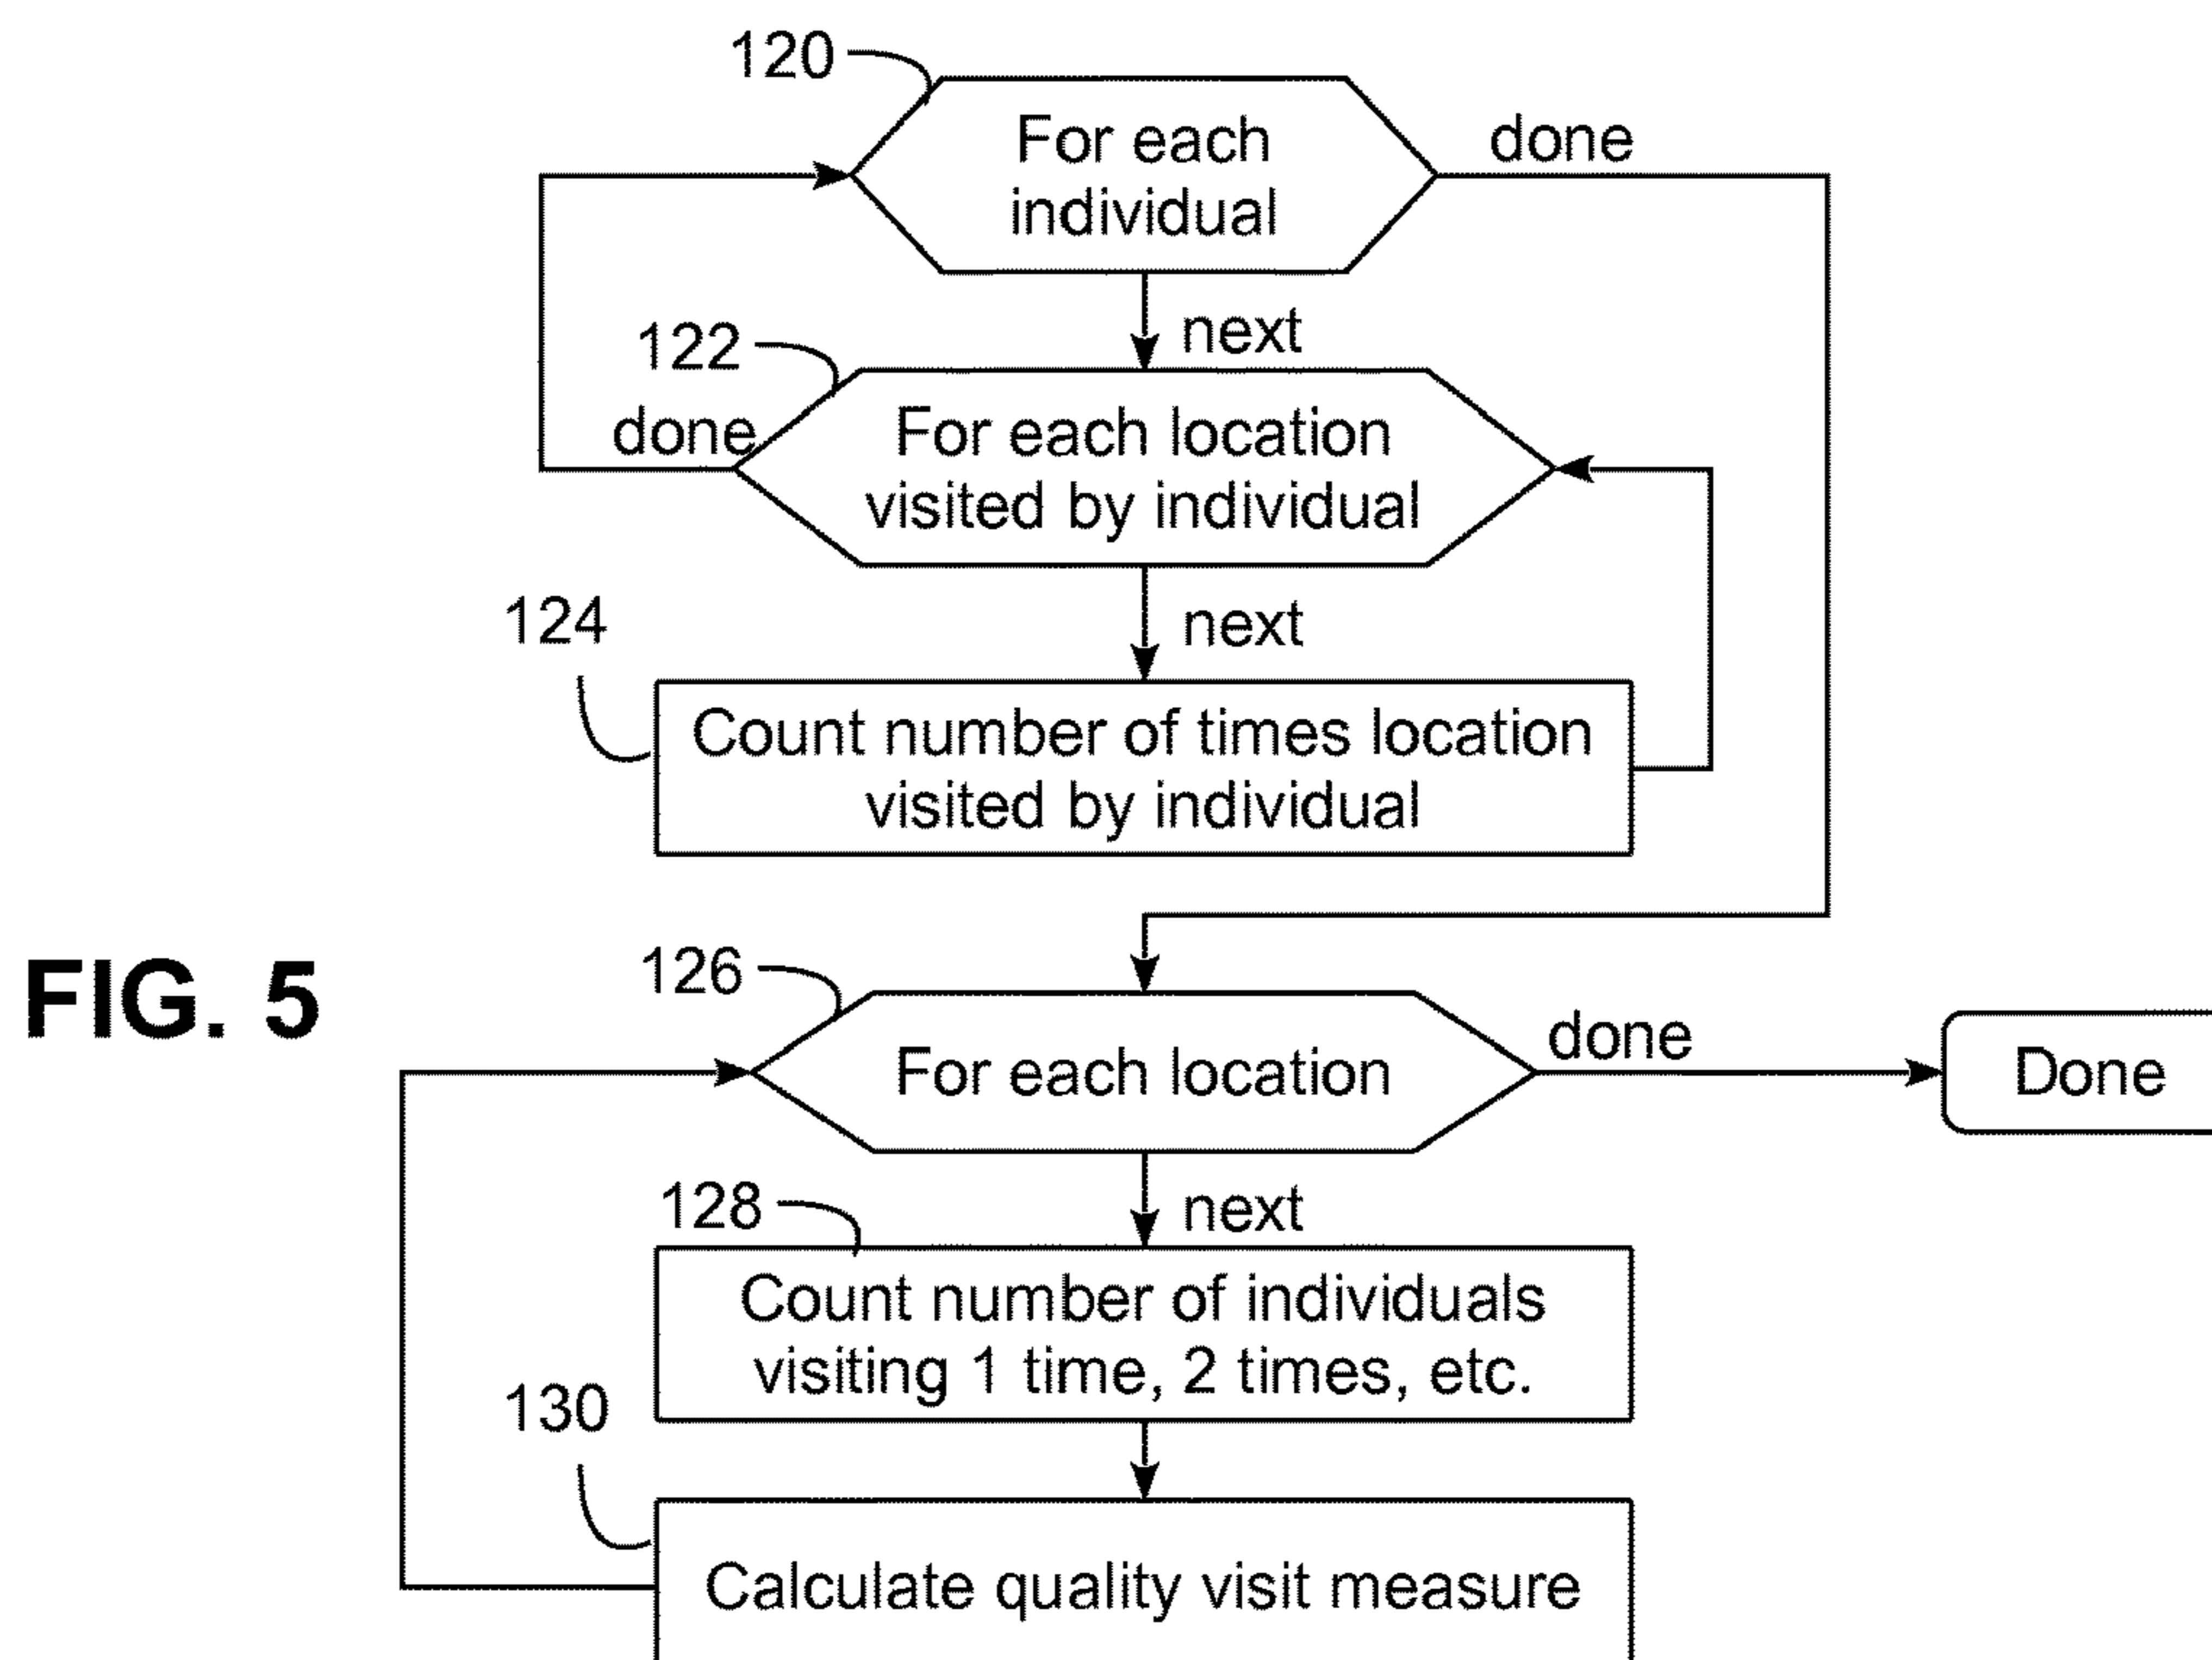 120
For each
individual
done
next
122
done
For each location
visited by individual
next
124
Count number of times location
visited by individual
FIG. 5
126
For each location
done
Done
next
128
Count number of individuals
visiting 1 time, 2 times, etc.
130
Calculate quality visit measure